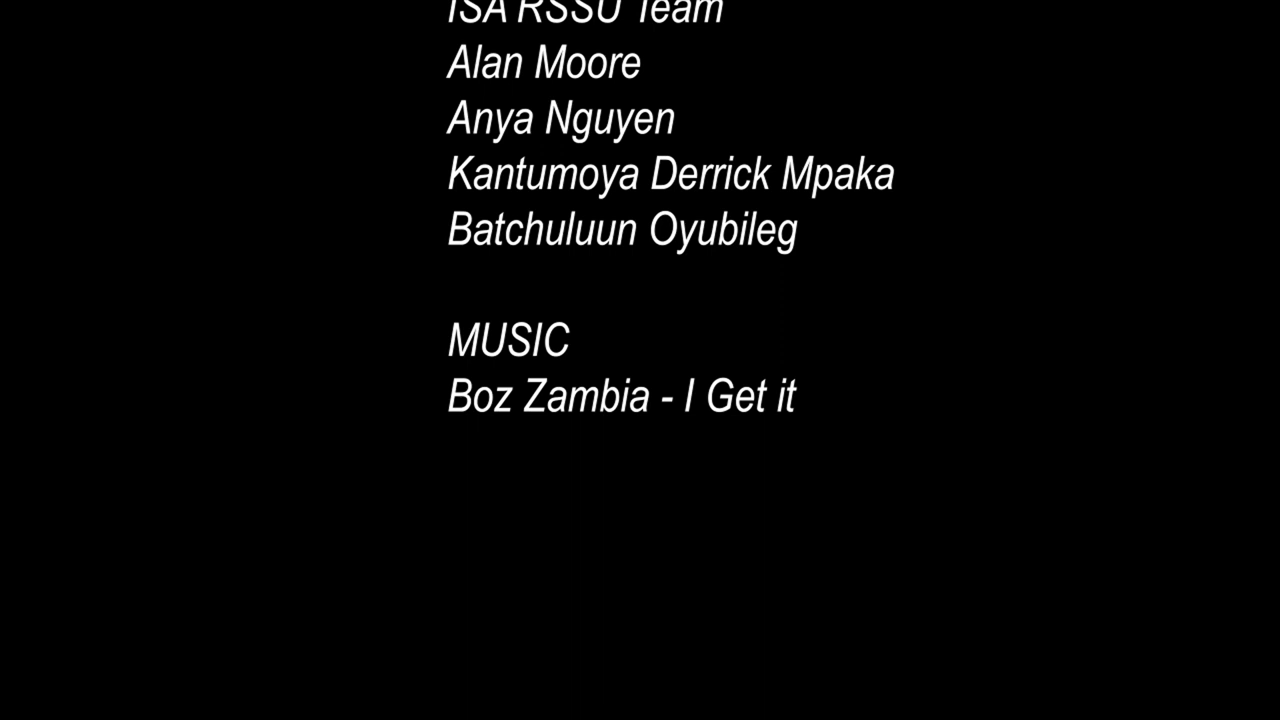 ISA RSSU Team
Alan Moore
Anya Nguyen
Kantumoya Derrick Mpaka
Batchuluun Oyubileg
MUSIC
Boz Zambia - I Get it